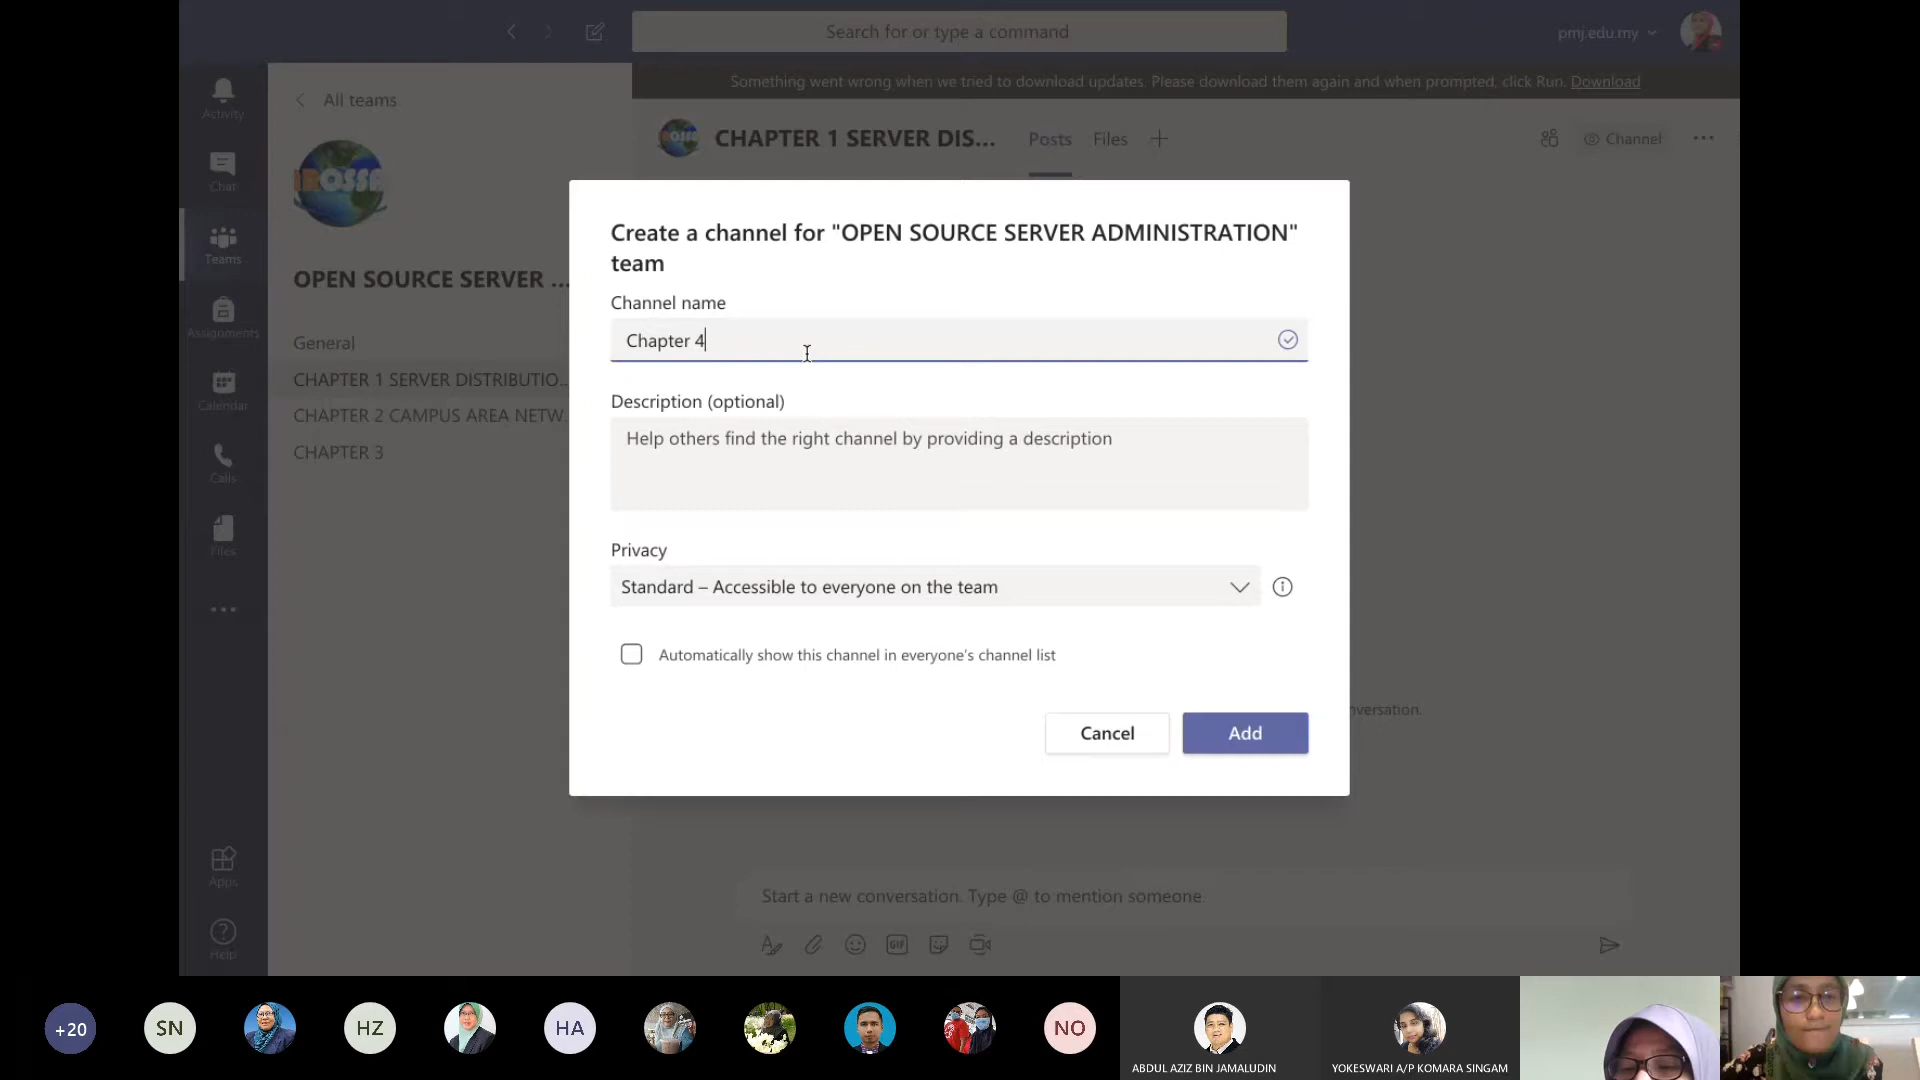 Search for or type a command
pmj.edu.my
Something went wrong when we tried to download updates. Please download them again and when prompted, click Run. Download
Activity
Chat
Teams
Assignments
Calendar
Calls
Files
Apps
Help
All teams
OPEN SOURCE SERVER ...
General
CHAPTER 1 SERVER DISTRIBUTIO...
CHAPTER 2 CAMPUS AREA NETW.
CHAPTER 3
CHAPTER 1 SERVER DIS...
Posts
Files
Channel
Create a channel for "OPEN SOURCE SERVER ADMINISTRATION"
team
Channel name
Chapter 4
Description (optional)
Help others find the right channel by providing a description
Privacy
Standard – Accessible to everyone on the team
Automatically show this channel in everyone's channel list
Cancel
Add
nversation.
Start a new conversation. Type @ to mention someone
GIF
+20
SN
HZ
HA
NO
ABDUL AZIZ BIN JAMALUDIN
YOKESWARI A/P KOMARA SINGAM